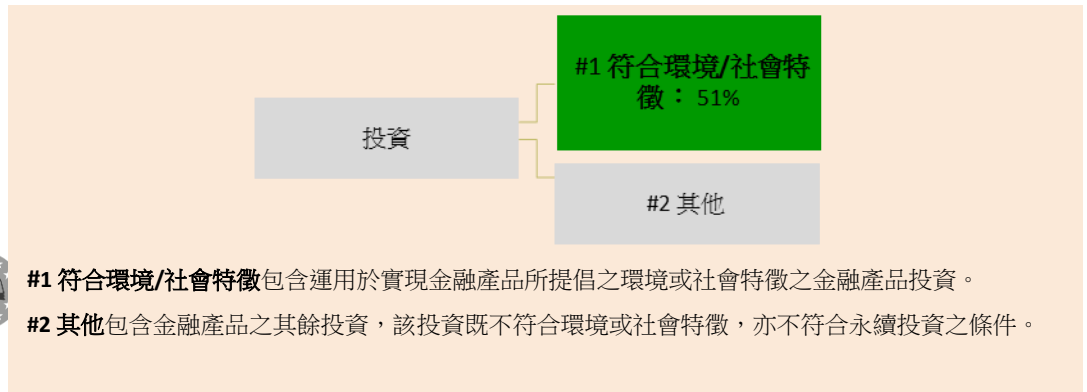 #1 符合環境/社會特
徵： 51%
投資
#2 其他
#1 符合環境/社會特徵包含運用於實現金融產品所提倡之環境或社會特徵之金融產品投資。
#2 其他包含金融產品之其餘投資，該投資既不符合環境或社會特徵，亦不符合永續投資之條件。